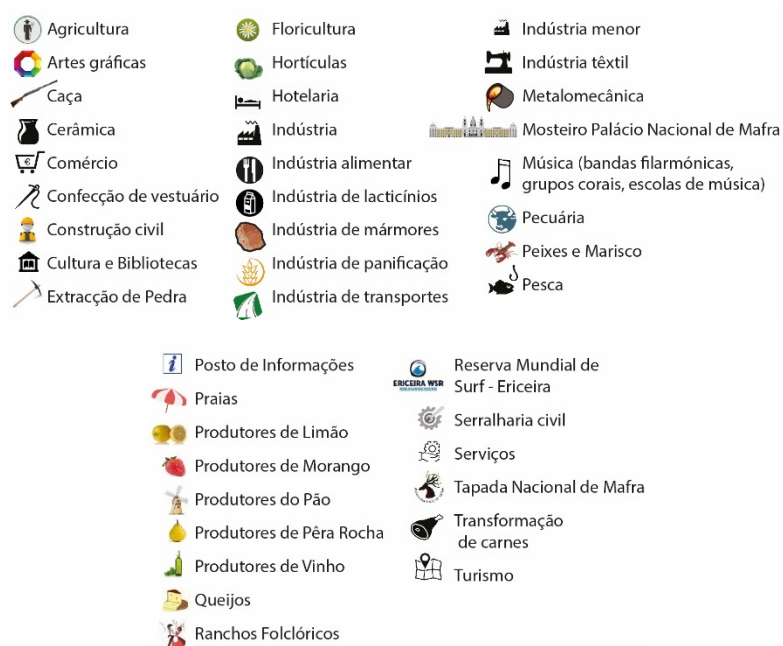 Agricultura
Artes gráficas
Caça
Cerâmica
Comércio
Confecção de vestuário
Construção civil
Cultura e Bibliotecas
Extracção de Pedra
Floricultura
Hortículas
Hotelaria
Indústria
Indústria alimentar
Indústria de lacticínios
Indústria de mármores
Indústria de panificação
Indústria de transportes
Indústria menor
Indústria têxtil
Metalomecânica
Mosteiro Palácio Nacional de Mafra
Música (bandas filarmónicas,
grupos corais, escolas de música)
Pecuária
Peixes e Marisco
Pesca
i
Posto de Informações
Praias
Produtores de Limão
Produtores de Morango
Produtores do Pão
Produtores de Pêra Rocha
Produtores de Vinho
Queijos
Ranchos Folclóricos
ERICEIRA WSR
Reserva Mundial de
Surf - Ericeira
Serralharia civil
Serviços
Tapada Nacional de Mafra
Transformação
de carnes
Turismo